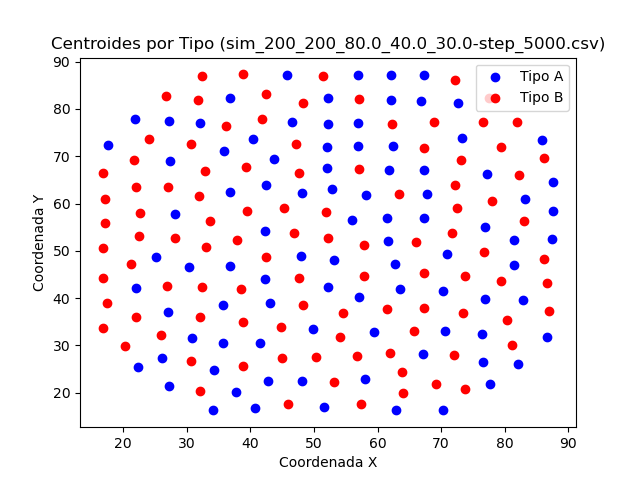 Centroides por Tipo (sim_200_200_80.0_40.0_30.0-step_5000.csv)
Tipo A
Tipo B
90
80
70
60
50
40
30
20
Coordenada Y
20 30 40 50 60 70 80 90
Coordenada X